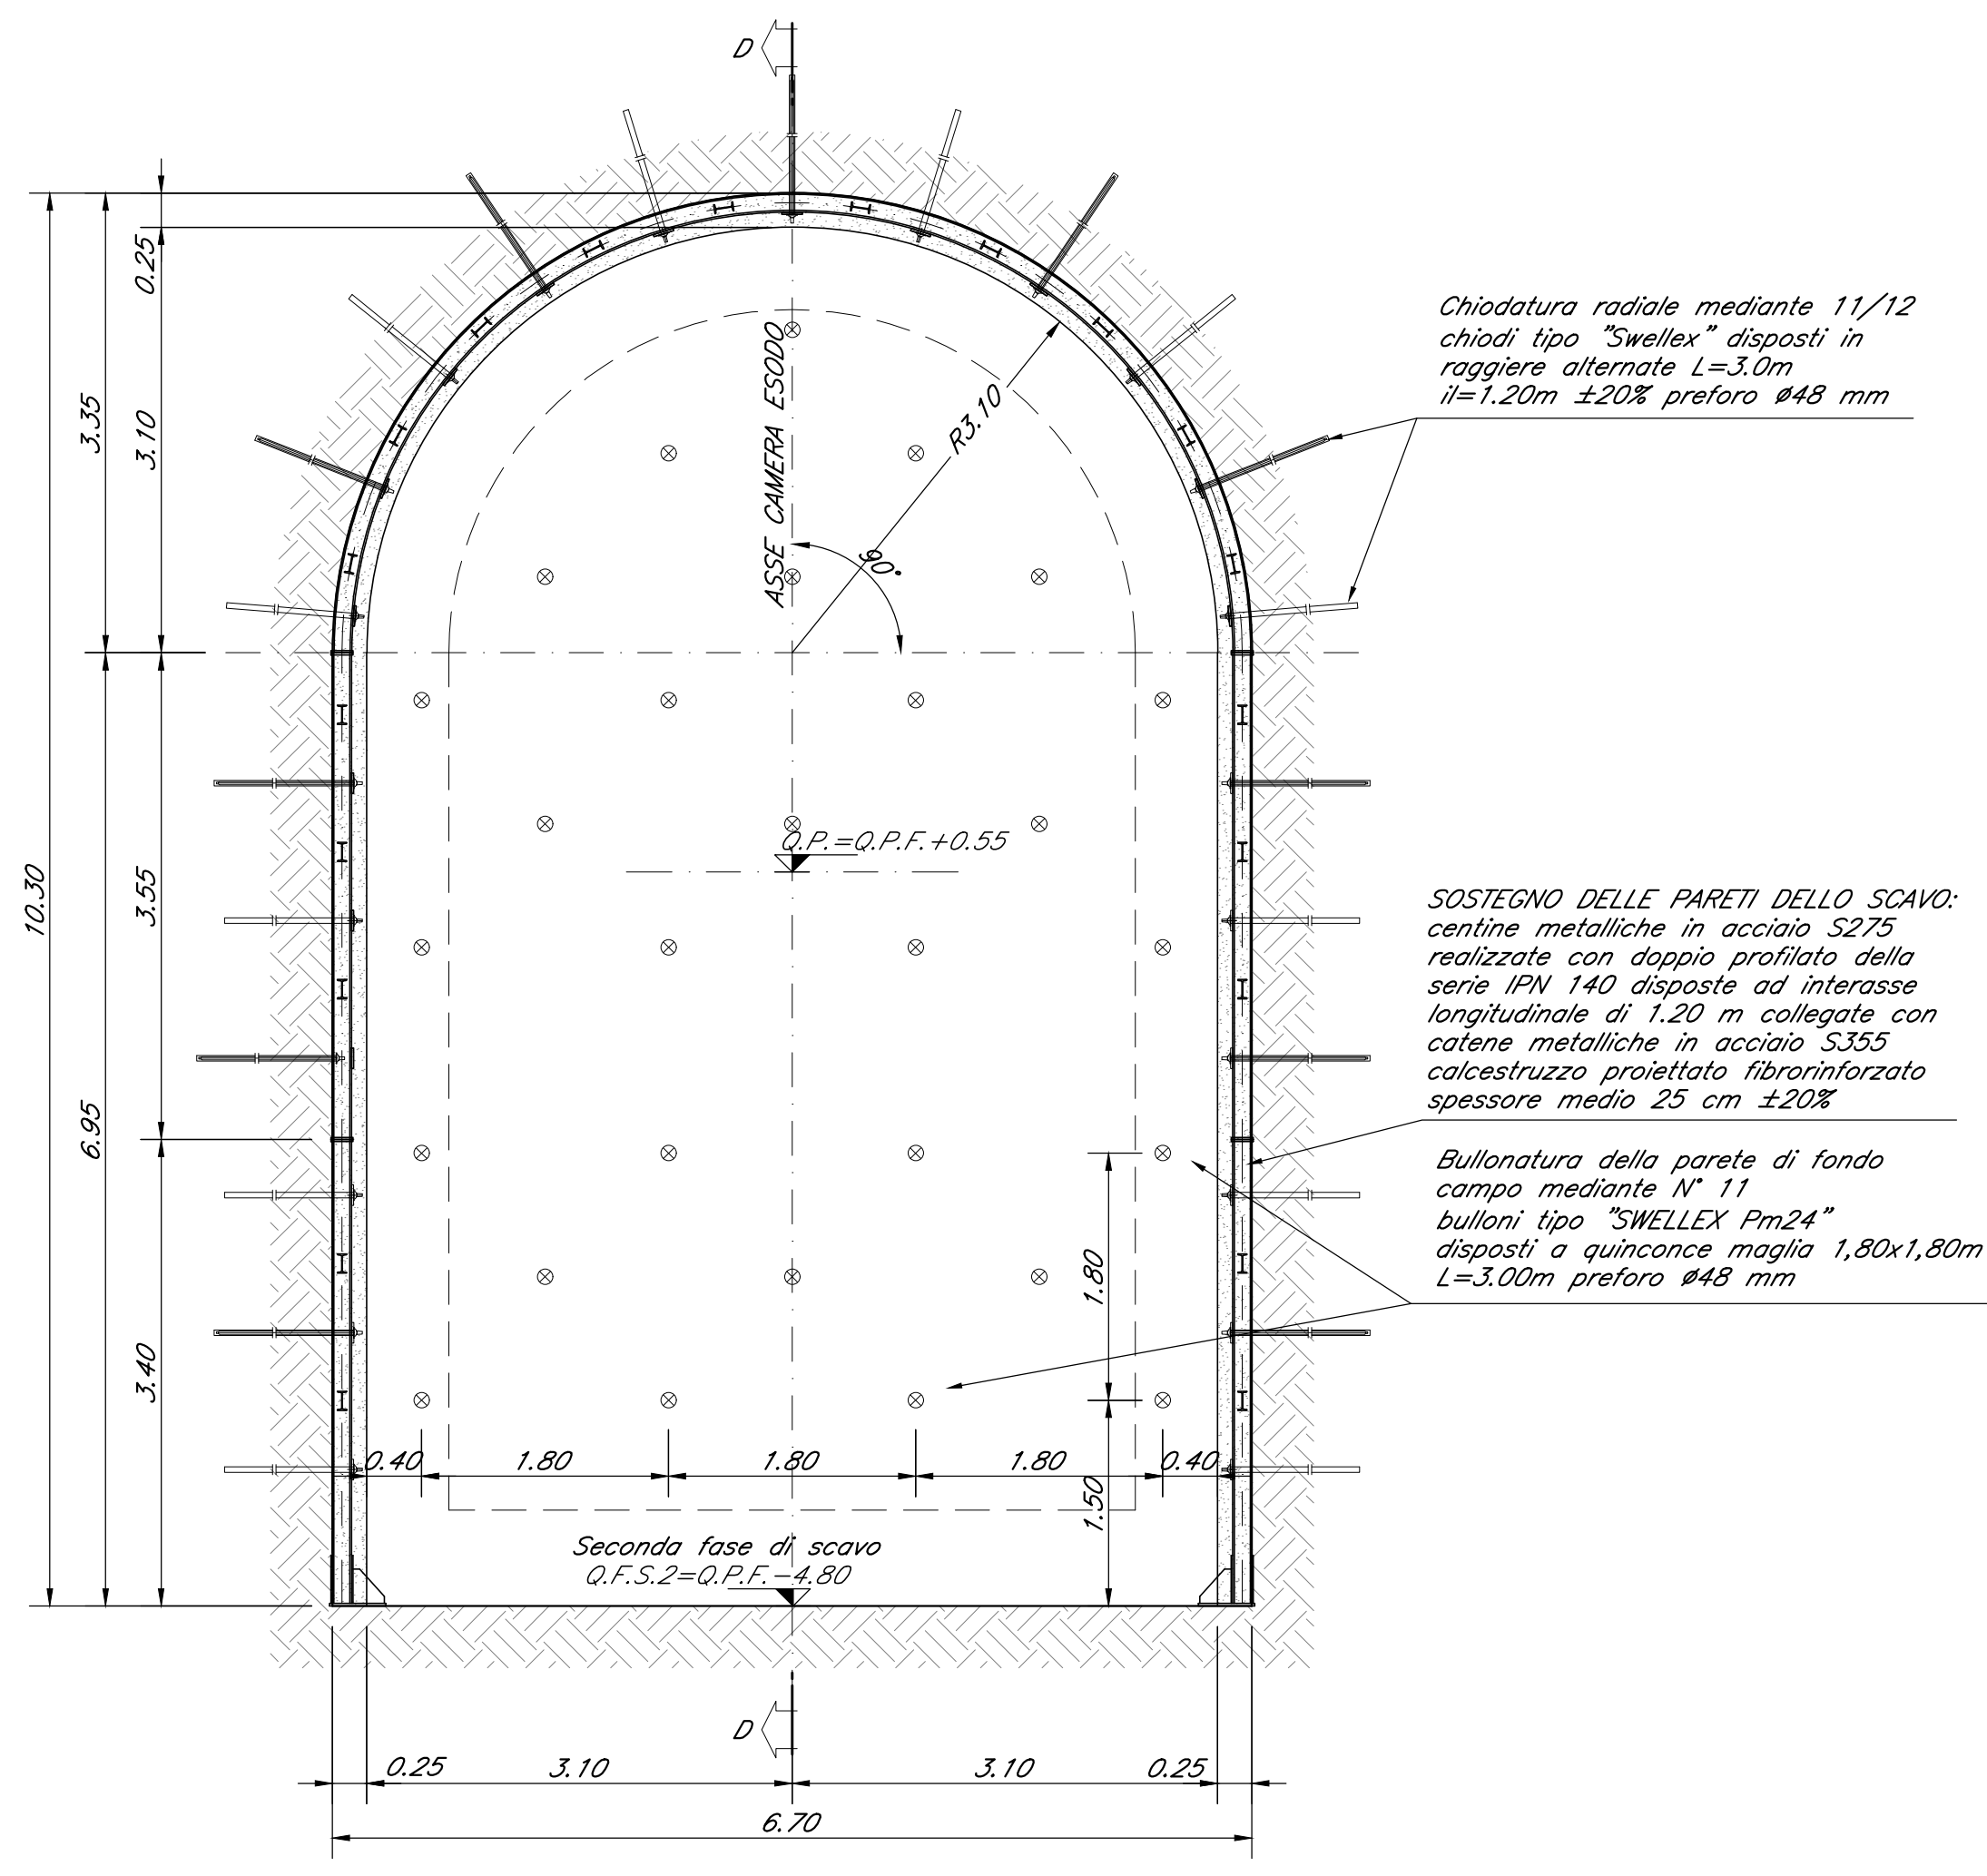 D
0.25
3.35
3.10
ASSE CAMERA ESODO
R3.10
90°
Chiodatura radiale mediante 11/12
chiodi tipo "Swellex" disposti in
raggiere alternate L=3.0m
il=1.20m ±20% preforo ø48 mm
10.30
6.95
3.55
3.40
Q.P.=Q.P.F.+0.55
SOSTEGNO DELLE PARETI DELLO SCAVO:
centine metalliche in acciaio S275
realizzate con doppio profilato della
serie IPN 140 disposte ad interasse
longitudinale di 1.20 m collegate con
catene metalliche in acciaio S355
calcestruzzo proiettato fibrorinforzato
spessore medio 25 cm ±20%
Bullonatura della parete di fondo
campo mediante N° 11
bulloni tipo "SWELLEX Pm24"
disposti a quinconce maglia 1,80x1,80m
L=3.00m preforo ø48 mm
1.80
0.40
1.80
1.80
1.80
0.40
1.50
Seconda fase di scavo
Q.F.S.2=Q.P.F.-4.80
D
0.25
3.10
3.10
0.25
6.70